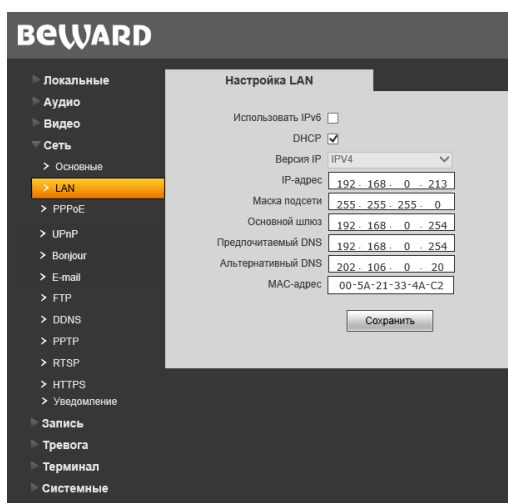 BEWARD
Локальные
Аудио
Видео
Сеть
Основные
LAN
PPPoE
UPnP
Bonjour
E-mail
FTP
DDNS
PPTP
RTSP
HTTPS
Уведомление
Запись
Тревога
Терминал
Системные
Настройка LAN
Использовать IPv6
DHCP
Версия IP IPV4
IP-адрес 192 . 168 . 0 . 213
Маска подсети 255 . 255 . 255 . 0
Основной шлюз 192 . 168 . 0 . 254
Предпочитаемый DNS 192 . 168 . 0 . 254
Альтернативный DNS 202 . 106 . 0 . 20
MAC-адрес 00-5A-21-33-4A-C2
Сохранить